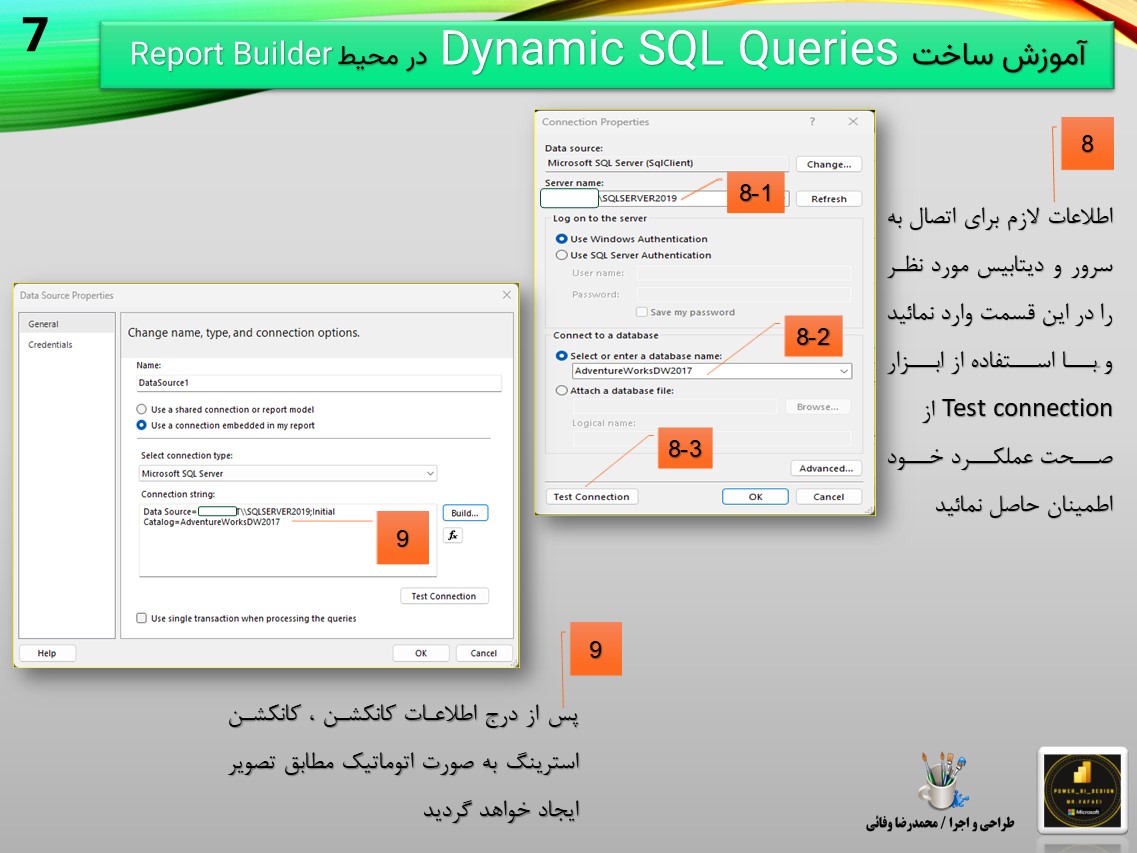 7
آموزش ساخت Dynamic SQL Queries در محیط Report Builder
8
اطلاعات لازم برای اتصال به
سرور و دیتابیس مورد نظر
را در این قسمت وارد نمائید
و با استفاده از ابزار
Test connection از
صحت عملکرد خود
اطمینان حاصل نمائید
Connection Properties
Data source:
Microsoft SQL Server (SqlClient)
Change...
Server name:
\SQLSERVER2019
8-1
Refresh
Log on to the server
Use Windows Authentication
Use SQL Server Authentication
User name:
Password:
Save my password
Connect to a database
8-2
Select or enter a database name:
AdventureWorksDW2017
Attach a database file:
Browse...
Logical name:
8-3
Advanced...
Test Connection
OK
Cancel
Data Source Properties
General
Credentials
Change name, type, and connection options.
Name:
DataSource1
Use a shared connection or report model
Use a connection embedded in my report
Select connection type:
Microsoft SQL Server
Connection string:
Data Source= T\\SQLSERVER2019;Initial
Catalog=AdventureWorksDW2017
Build...
fx
9
Test Connection
Use single transaction when processing the queries
Help
OK
Cancel
9
پس از درج اطلاعات کانکشن ، کانکشن
استرینگ به صورت اتوماتیک مطابق تصویر
ایجاد خواهد گردید
طراحی و اجرا / محمدرضا وفائی
POWER_BI_DESIGN
MR.VAFAEI
Microsoft